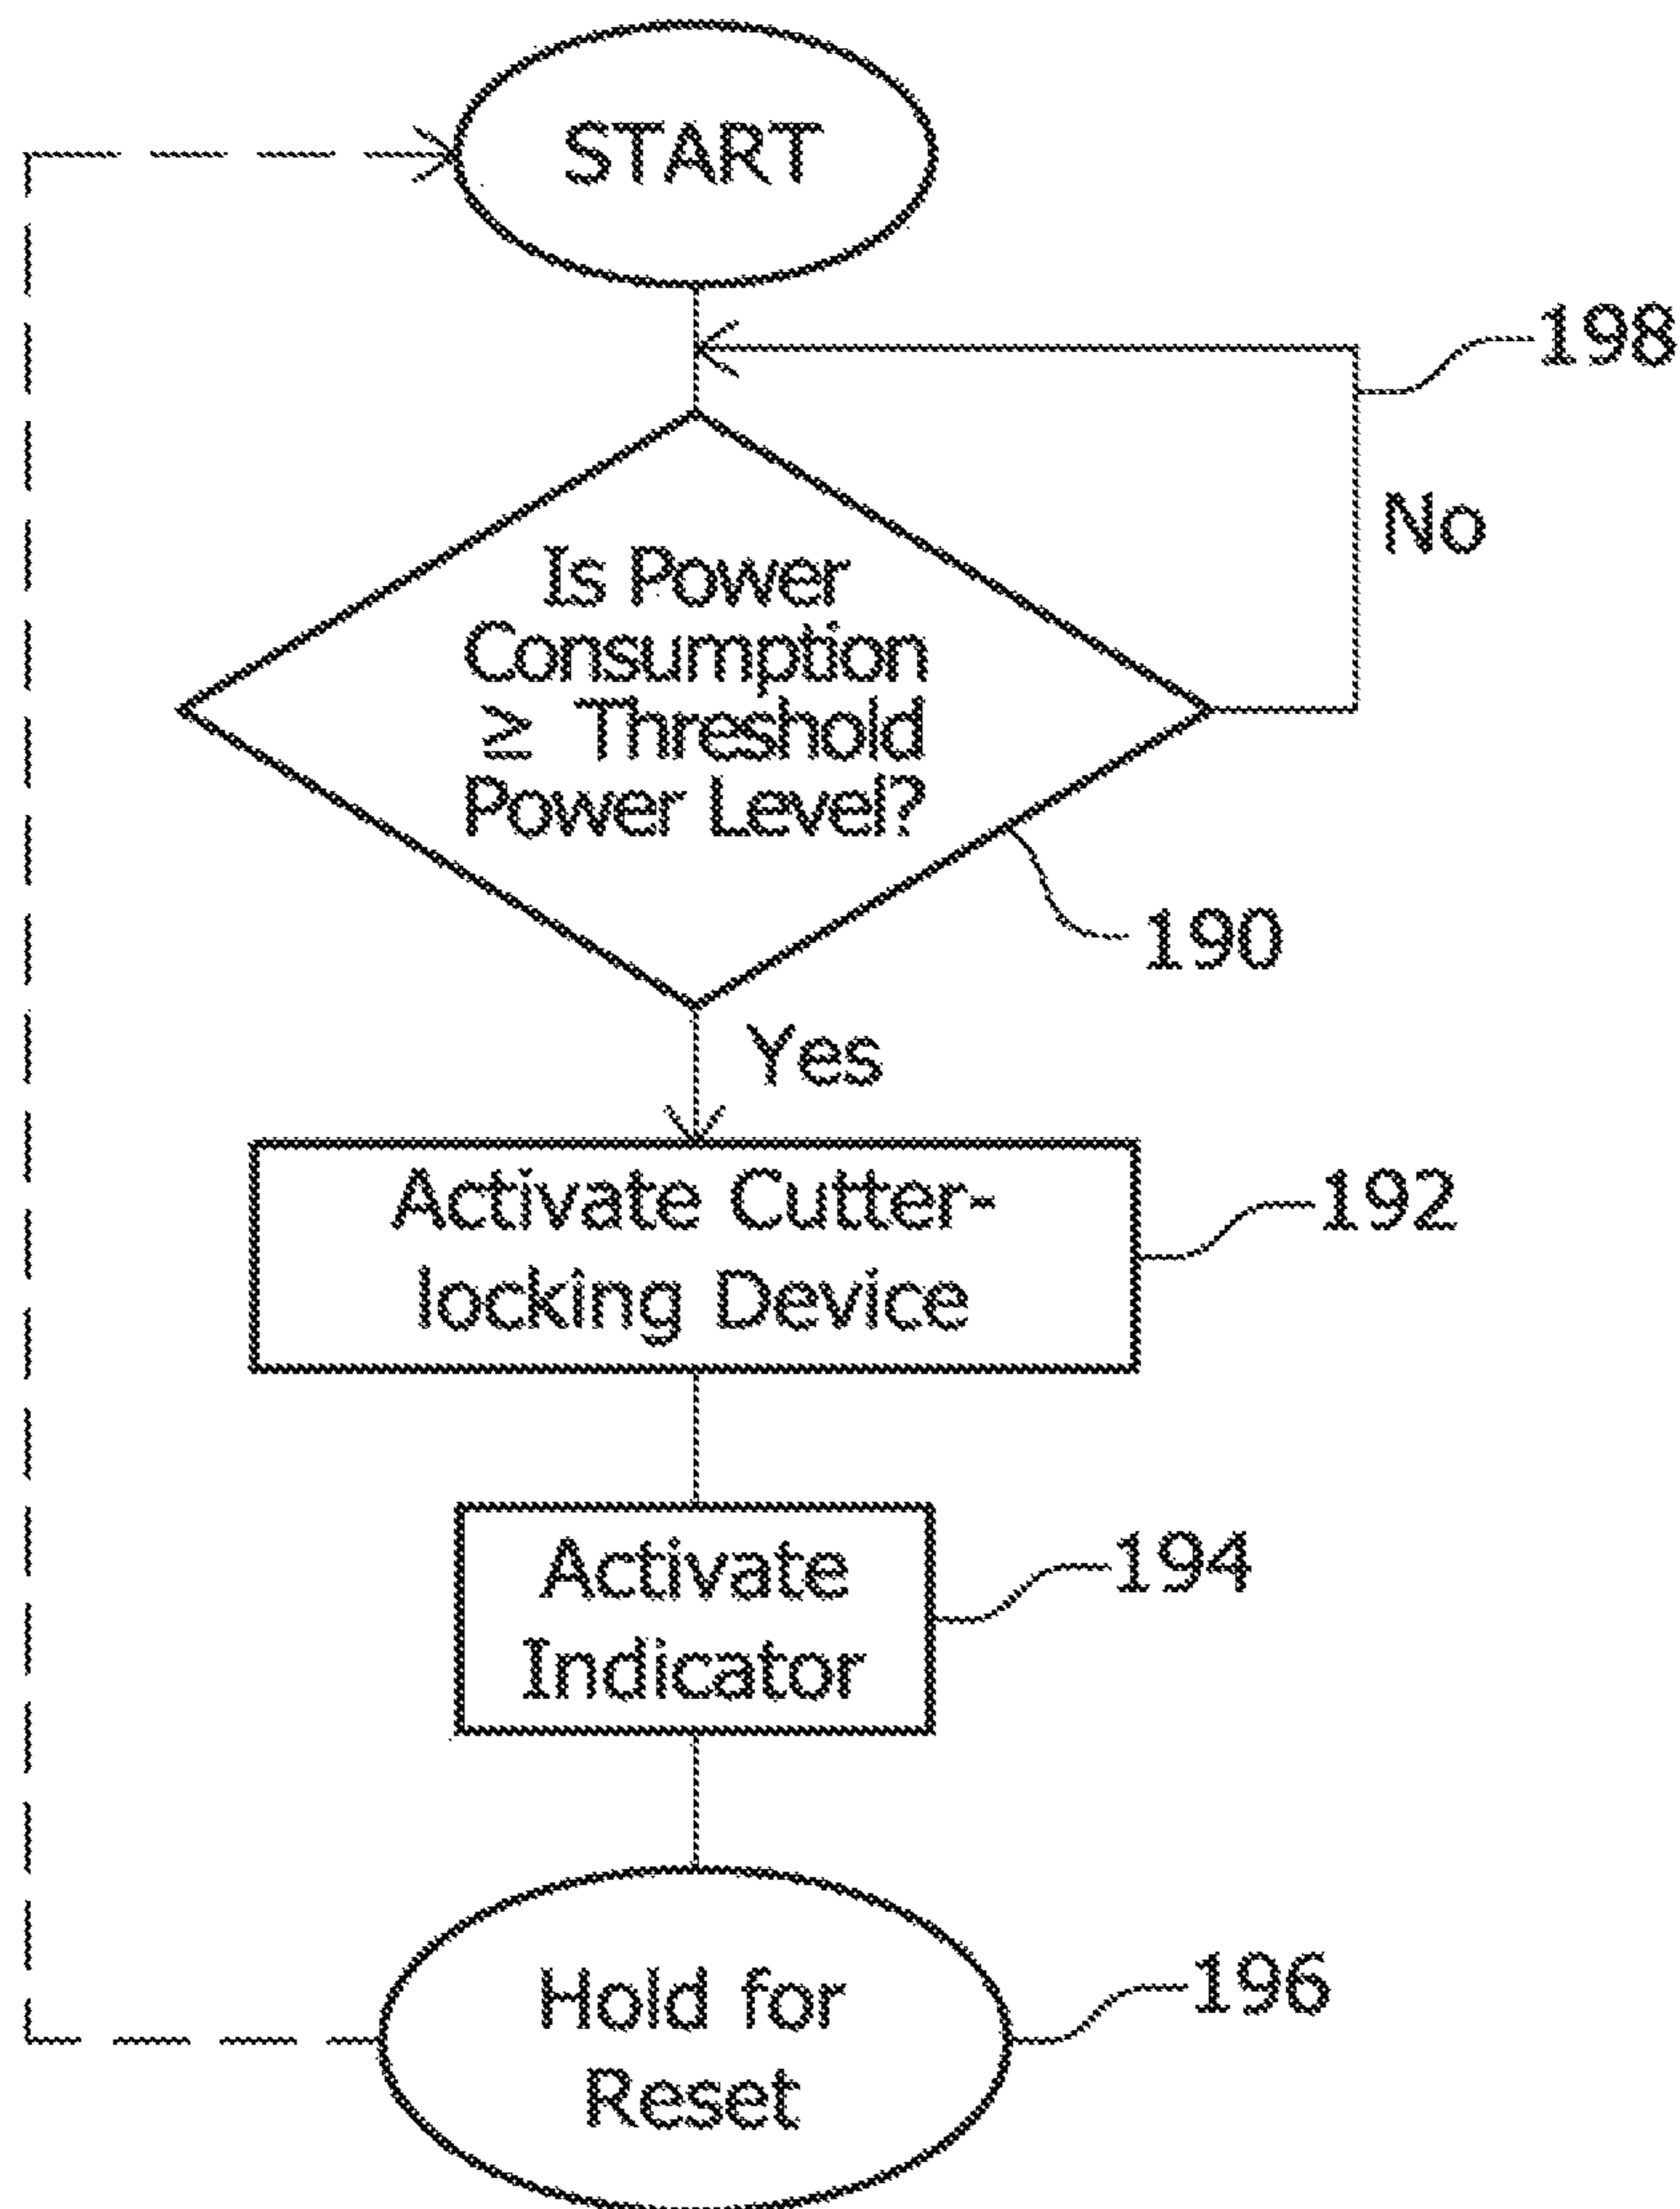 START
198
No
Is Power
Consumption
≥ Threshold
Power Level?
190
Yes
Activate Cutter-
locking Device
192
Activate
Indicator
194
Hold for
Reset
196